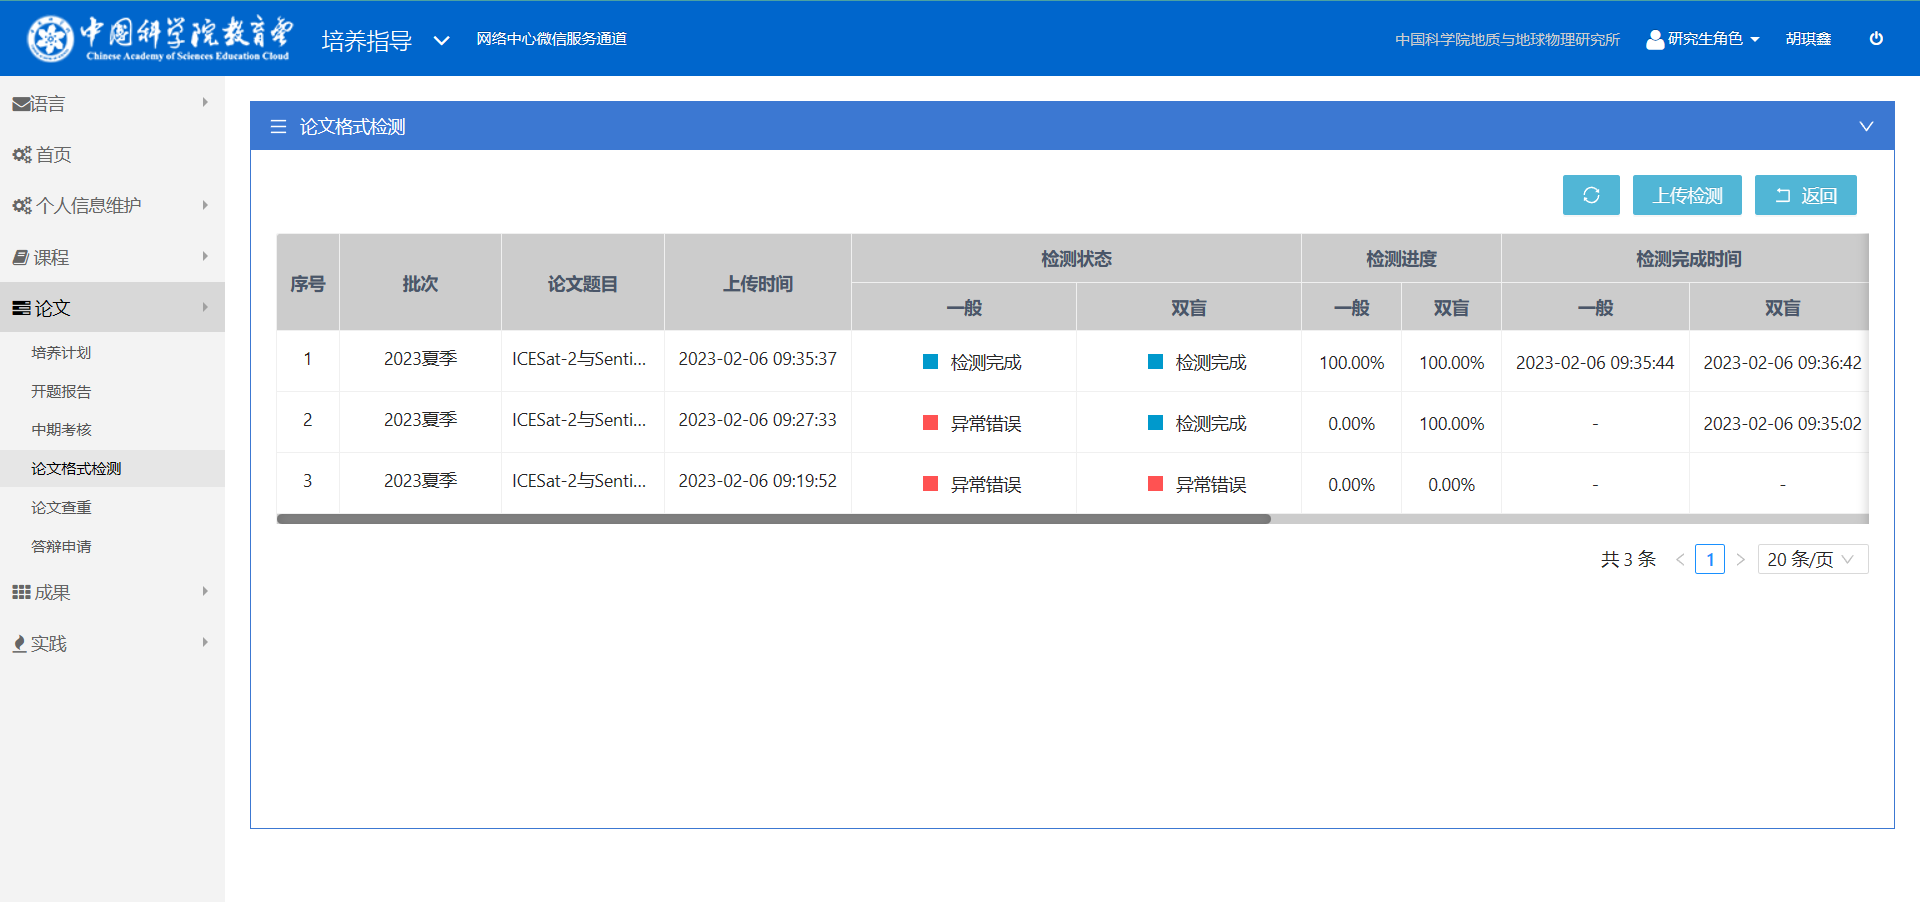 中国科学院教育云
Chinese Academy of Sciences Education Cloud
培养指导
网络中心微信服务通道
中国科学院地质与地球物理研究所
研究生角色
胡琪鑫
语言
首页
个人信息维护
课程
论文
培养计划
开题报告
中期考核
论文格式检测
论文查重
答辩申请
成果
实践
论文格式检测
上传检测
返回
序号 批次 论文题目 上传时间 检测状态 检测进度 检测完成时间
一般 双盲 一般 双盲 一般 双盲
1 2023夏季 ICESat-2与Senti... 2023-02-06 09:35:37 检测完成 检测完成 100.00% 100.00% 2023-02-06 09:35:44 2023-02-06 09:36:42
2 2023夏季 ICESat-2与Senti... 2023-02-06 09:27:33 异常错误 检测完成 0.00% 100.00% - 2023-02-06 09:35:02
3 2023夏季 ICESat-2与Senti... 2023-02-06 09:19:52 异常错误 异常错误 0.00% 0.00% - -
共 3 条 < 1 > 20 条/页